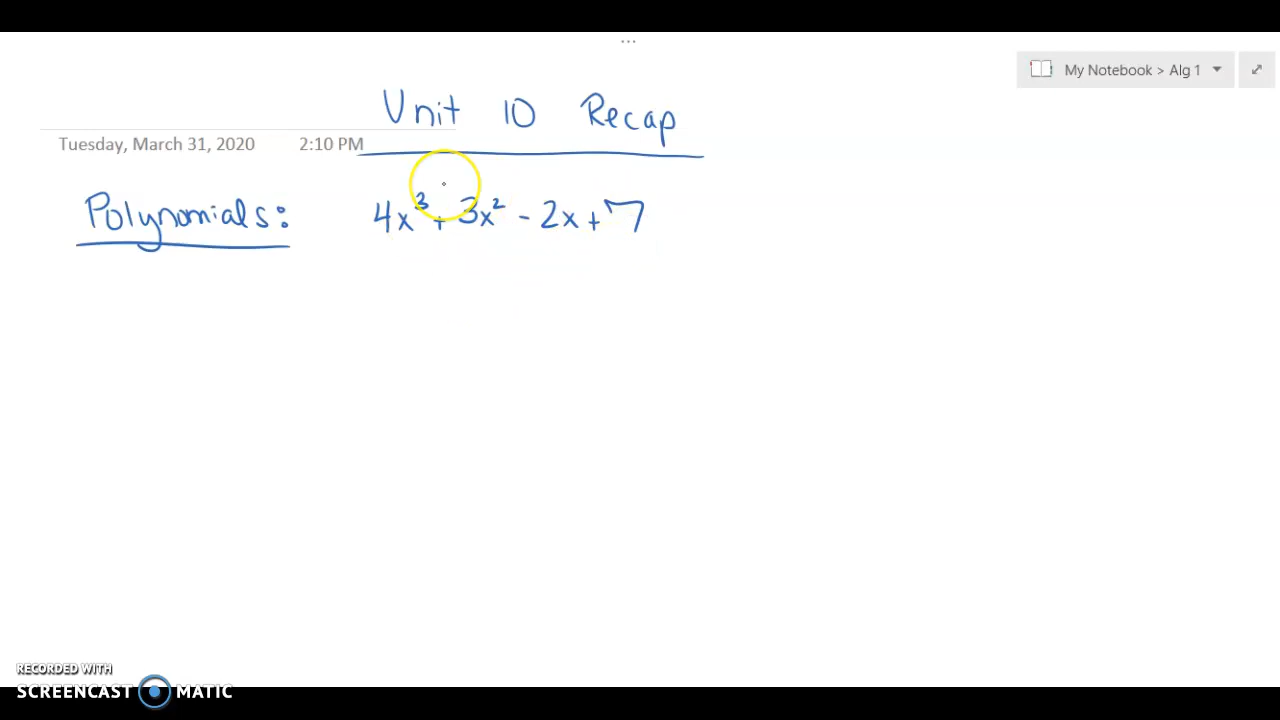 ...
My Notebook > Alg 1
Unit 10 Recap
Tuesday, March 31, 2020 2:10 PM
Polynomials: 4x³ + 3x² - 2x + 7
RECORDED WITH
SCREENCAST MATIC